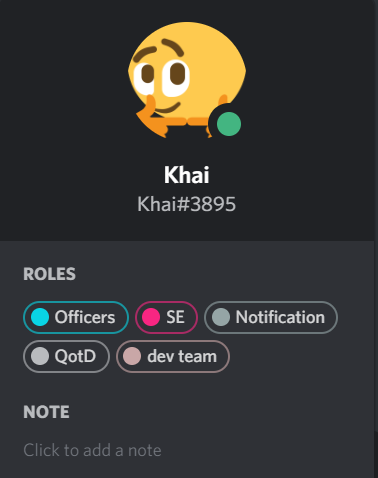 Khai
Khai#3895
ROLES
Officers SE Notification
QotD dev team
NOTE
Click to add a note